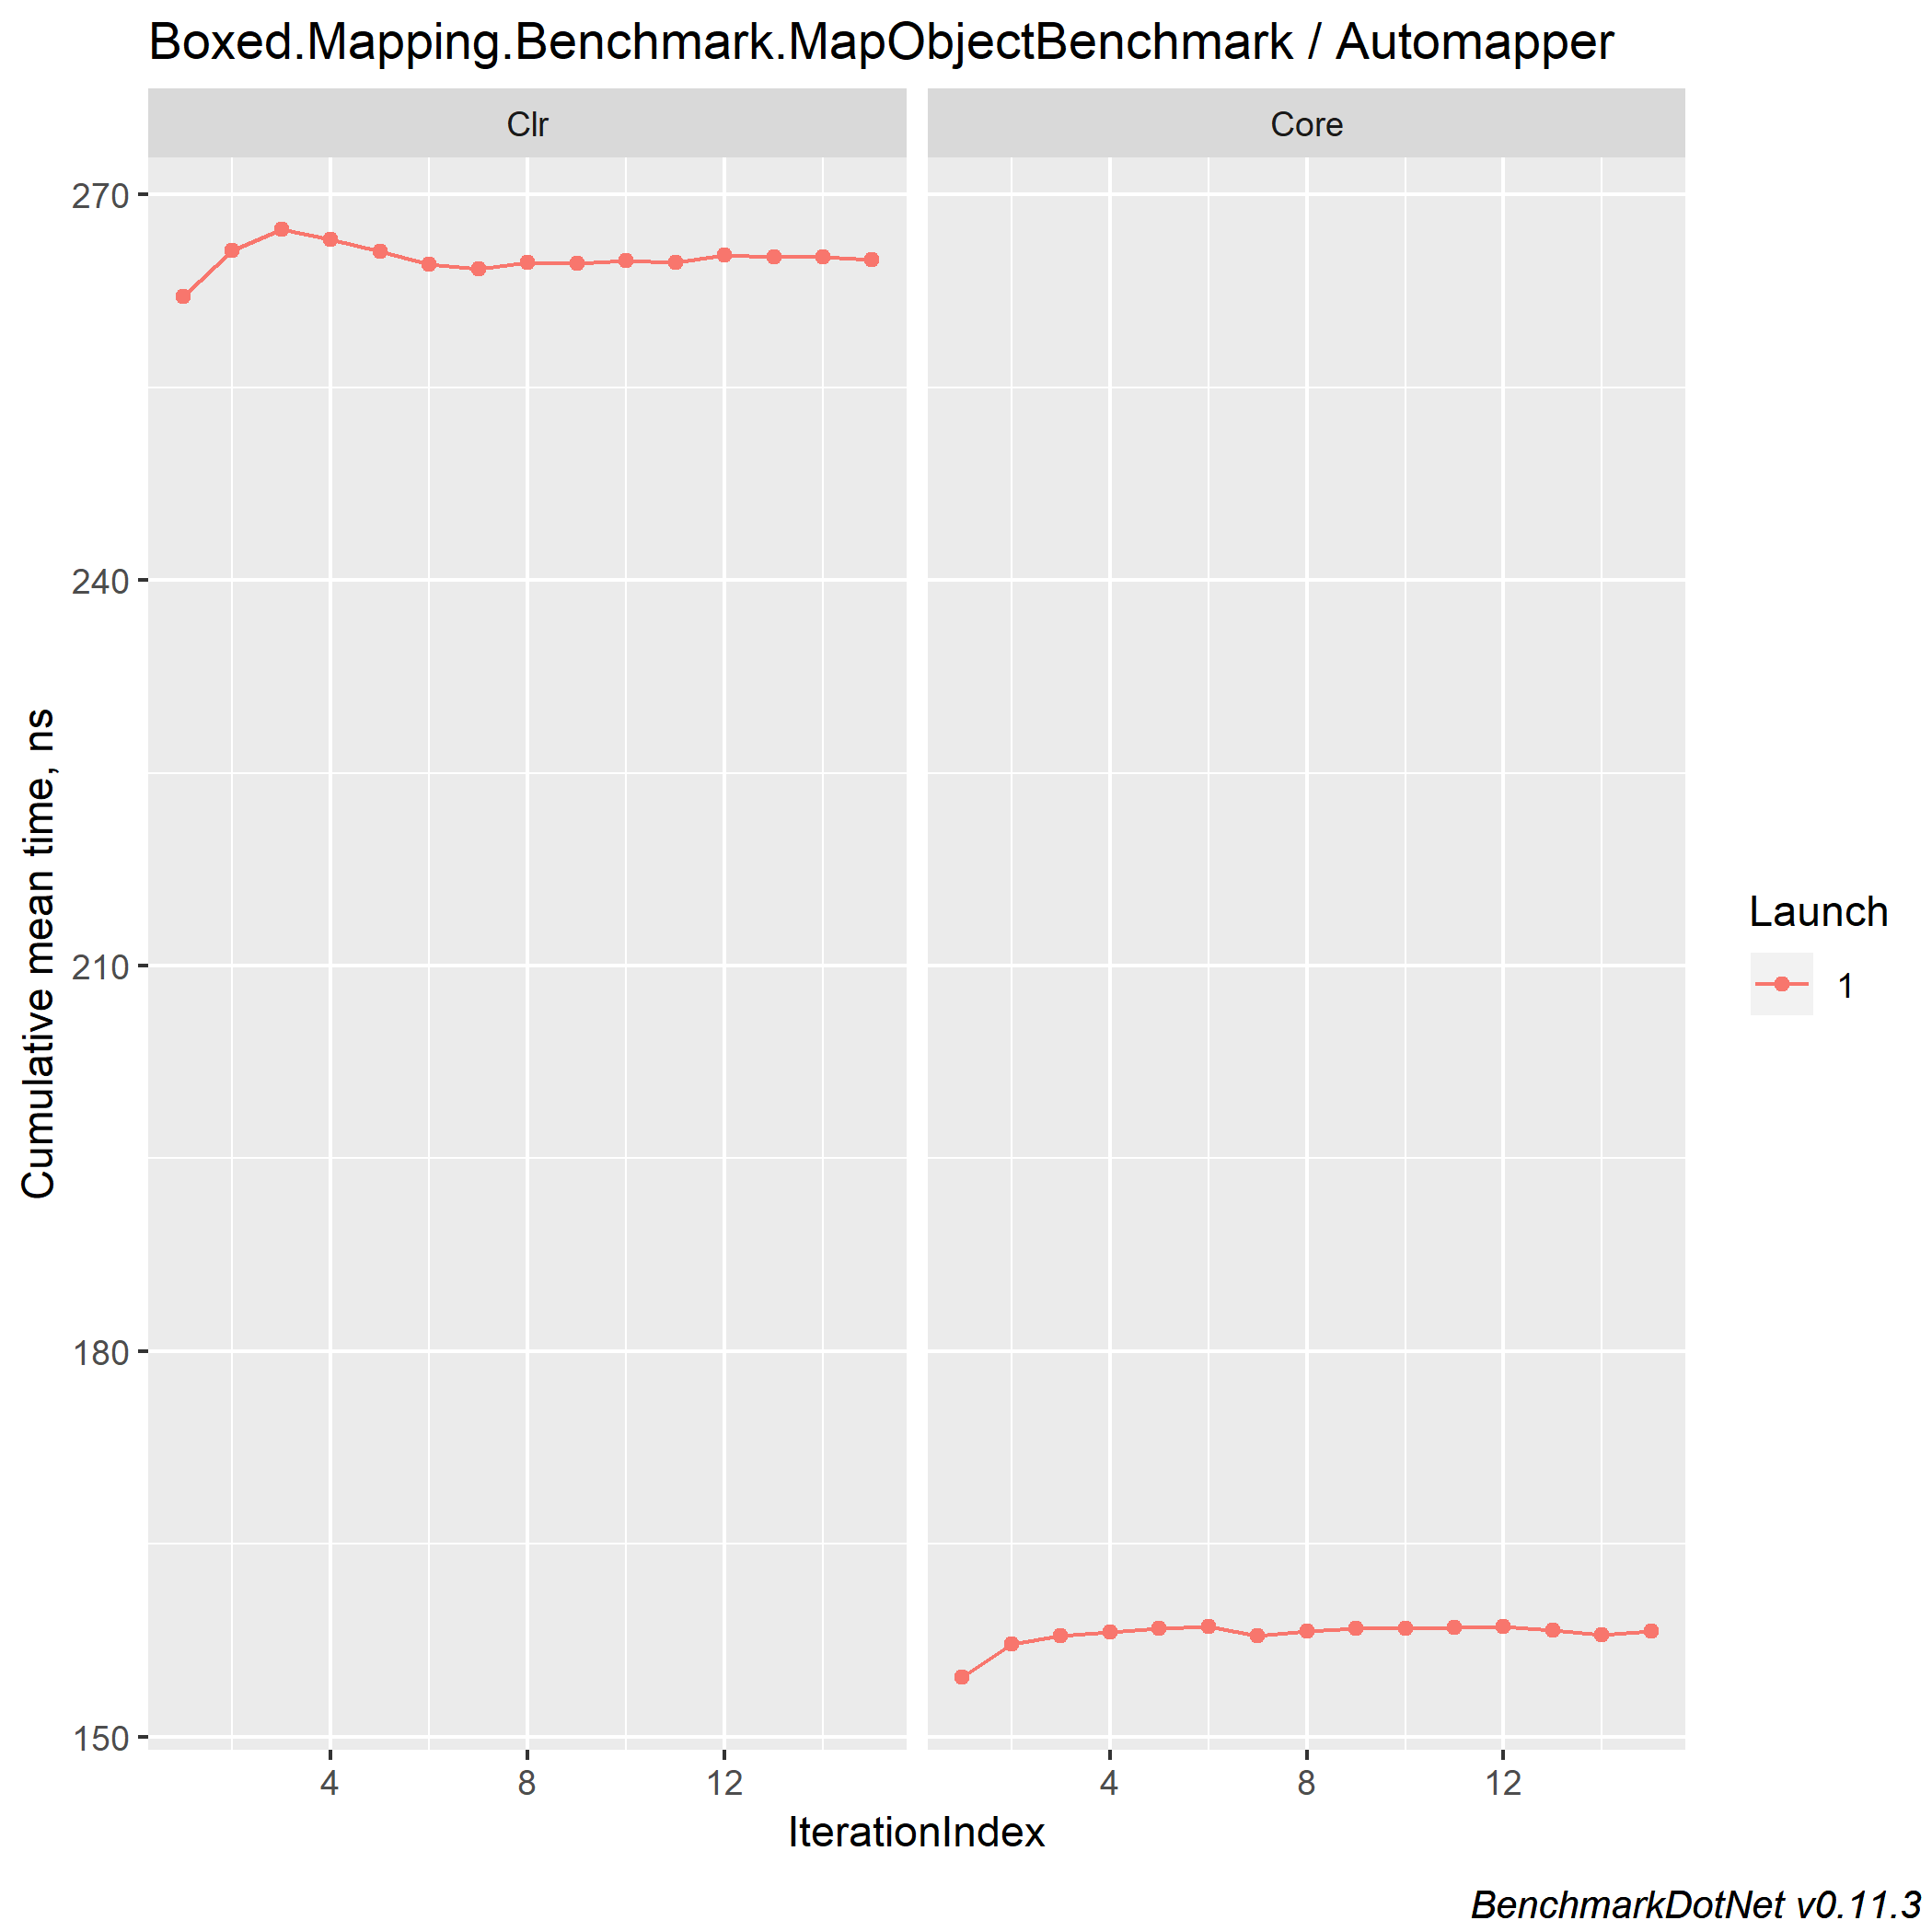 Boxed.Mapping.Benchmark.MapObjectBenchmark / Automapper
Clr
Core
270
240
210
180
150
Cumulative mean time, ns
4
8
12
4
8
12
IterationIndex
Launch
1
BenchmarkDotNet v0.11.3